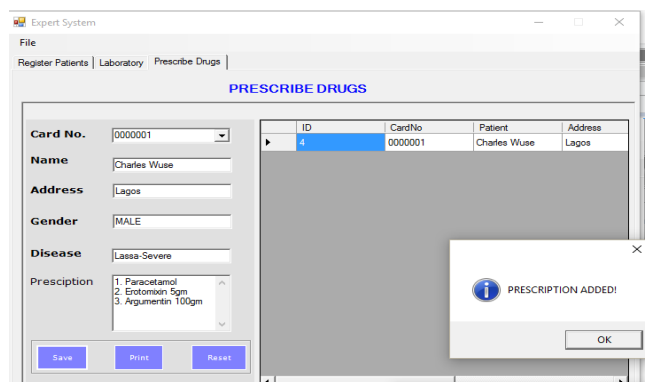 Expert System
File
Register Patients Laboratory Prescribe Drugs
PRESCRIBE DRUGS
Card No. 0000001
Name Charles Wuse
Address Lagos
Gender MALE
Disease Lassa-Severe
Presciption 1. Paracetamol
2. Erotomixin 5gm
3. Argumentin 100gm
Save Print Reset
ID CardNo Patient Address
4 0000001 Charles Wuse Lagos
PRESCRIPTION ADDED!
OK